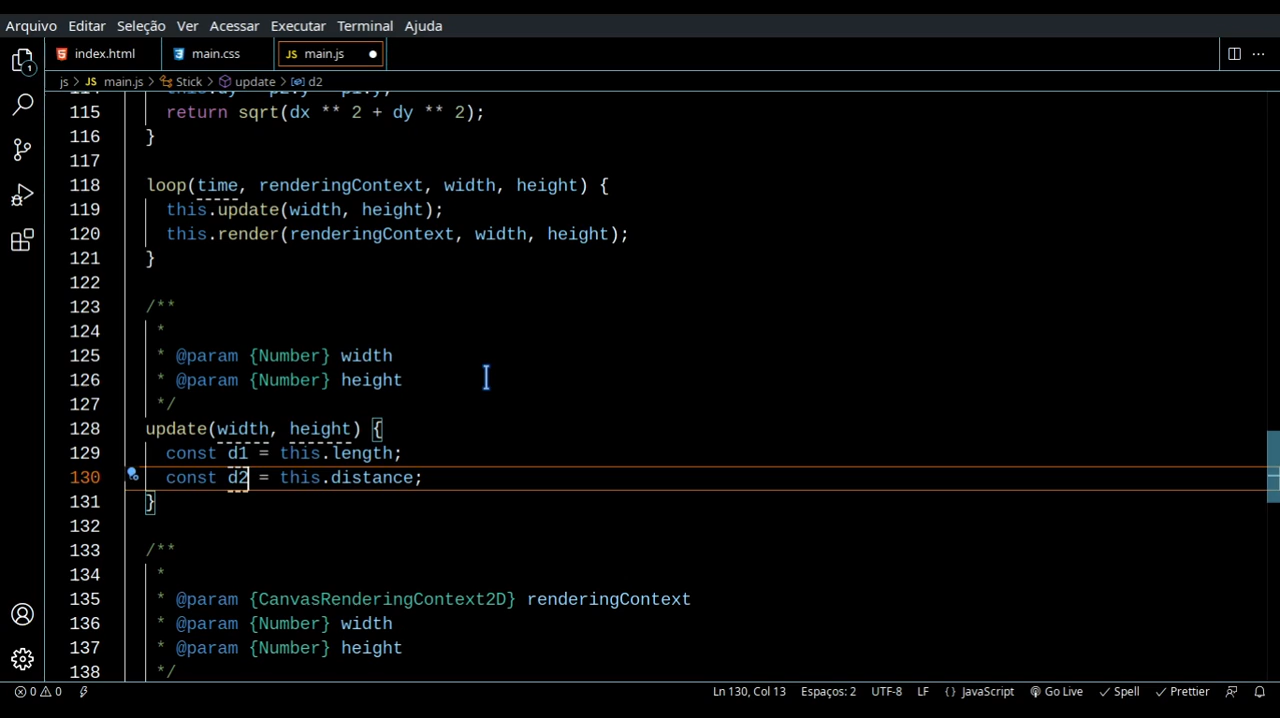 Arquivo Editar Seleção Ver Acessar Executar Terminal Ajuda
index.html main.css JS main.js
js > JS main.js > Stick > update > d2
115 return sqrt(dx ** 2 + dy ** 2);
116 }
117
118 loop(time, renderingContext, width, height) {
119 this.update(width, height);
120 this.render(renderingContext, width, height);
121 }
122
123 /**
124 *
125 * @param {Number} width
126 * @param {Number} height
127 */
128 update(width, height) {
129 const d1 = this.length;
130 const d2 = this.distance;
131 }
132
133 /**
134 *
135 * @param {CanvasRenderingContext2D} renderingContext
136 * @param {Number} width
137 * @param {Number} height
138 */
0 0 Ln 130, Col 13 Espaços: 2 UTF-8 LF {} JavaScript Go Live Spell Prettier